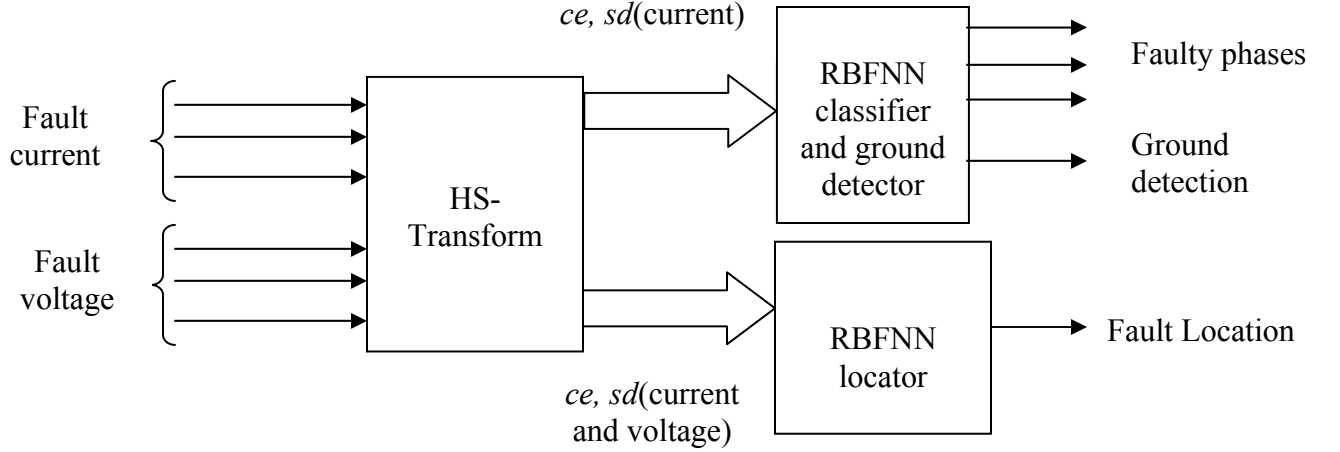 ce, sd(current)
Fault
current
Fault
voltage
HS-
Transform
RBFNN
classifier
and ground
detector
Faulty phases
Ground
detection
ce, sd(current
and voltage)
RBFNN
locator
Fault Location